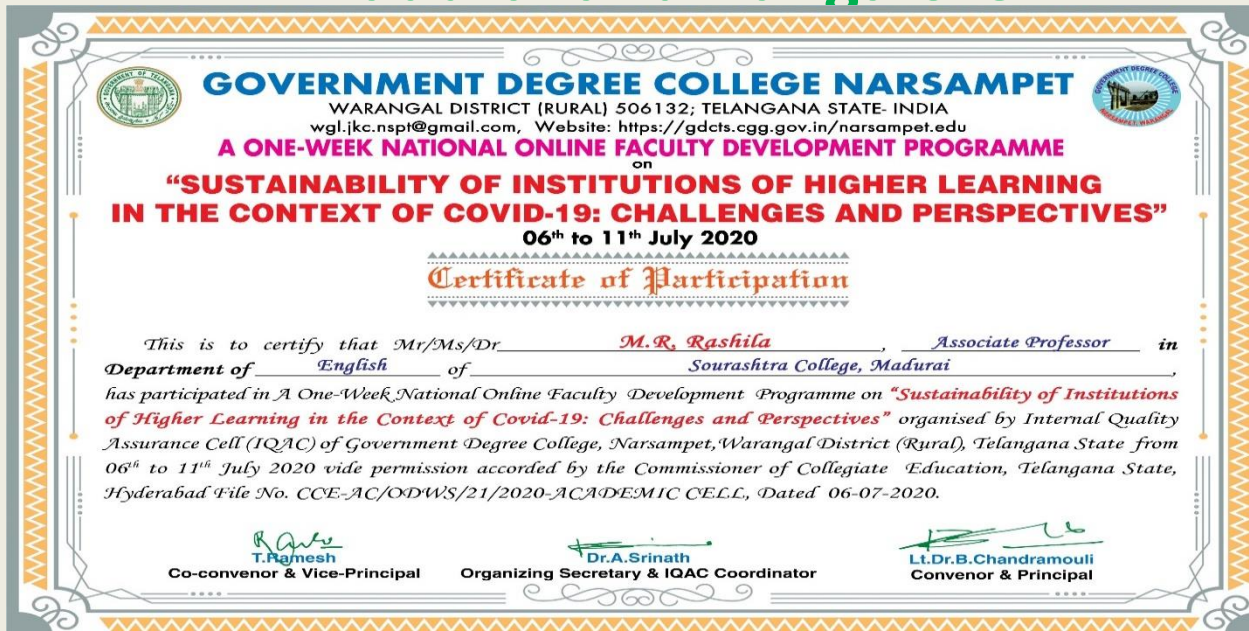 GOVERNMENT OF TELANGANA
GOVERNMENT DEGREE COLLEGE
NARSAMPET, WARANGAL
GOVERNMENT DEGREE COLLEGE NARSAMPET
WARANGAL DISTRICT (RURAL) 506132; TELANGANA STATE- INDIA
wgl.jkc.nspt@gmail.com, Website: https://gdcts.cgg.gov.in/narsampet.edu
A ONE-WEEK NATIONAL ONLINE FACULTY DEVELOPMENT PROGRAMME
on
“SUSTAINABILITY OF INSTITUTIONS OF HIGHER LEARNING
IN THE CONTEXT OF COVID-19: CHALLENGES AND PERSPECTIVES”
06th to 11th July 2020
Certificate of Participation
This is to certify that Mr/Ms/Dr M.R. Rashila, Associate Professor in
Department of English of Sourashtra College, Madurai,
has participated in A One-Week National Online Faculty Development Programme on “Sustainability of Institutions
of Higher Learning in the Context of Covid-19: Challenges and Perspectives” organised by Internal Quality
Assurance Cell (IQAC) of Government Degree College, Narsampet,Warangal District (Rural), Telangana State from
06th to 11th July 2020 vide permission accorded by the Commissioner of Collegiate Education, Telangana State,
Hyderabad File No. CCE-AC/ODWS/21/2020-ACADEMIC CELL, Dated 06-07-2020.
T.Ramesh
Co-convenor & Vice-Principal
Dr.A.Srinath
Organizing Secretary & IQAC Coordinator
Lt.Dr.B.Chandramouli
Convenor & Principal